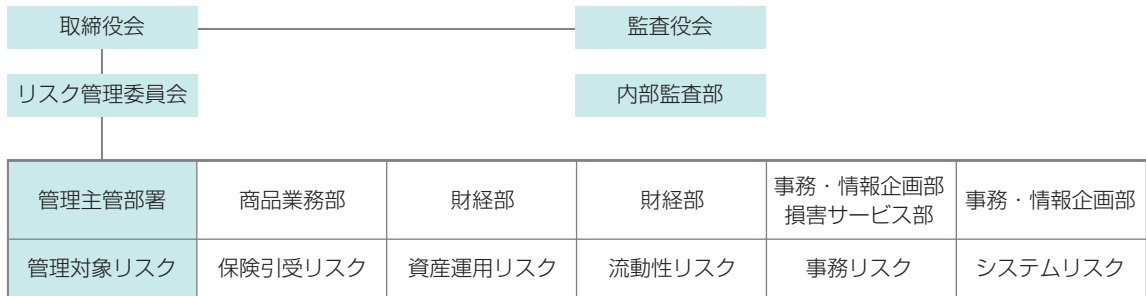 取締役会
監査役会
リスク管理委員会
内部監査部
管理主管部署
商品業務部
財経部
財経部
事務・情報企画部
損害サービス部
事務・情報企画部
管理対象リスク
保険引受リスク
資産運用リスク
流動性リスク
事務リスク
システムリスク